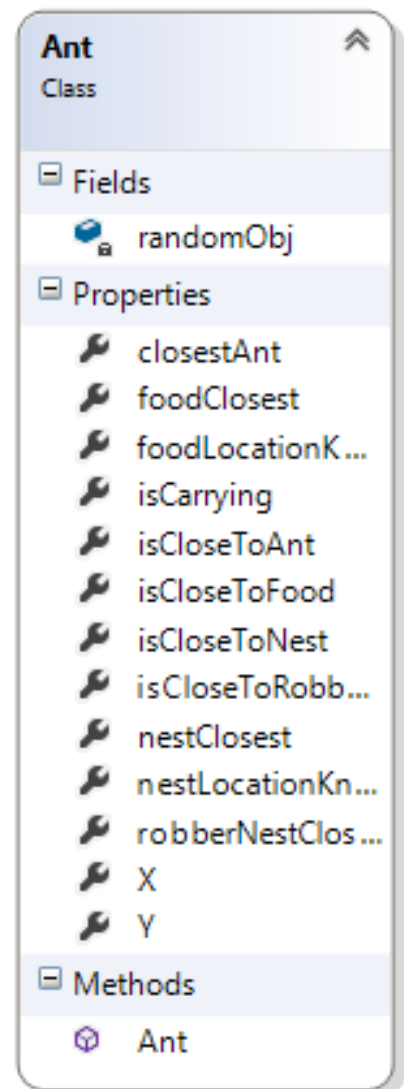 Ant
Class
Fields
randomObj
Properties
closestAnt
foodClosest
foodLocationK...
isCarrying
isCloseToAnt
isCloseToFood
isCloseToNest
isCloseToRobb...
nestClosest
nestLocationKn...
robberNestClos...
X
Y
Methods
Ant